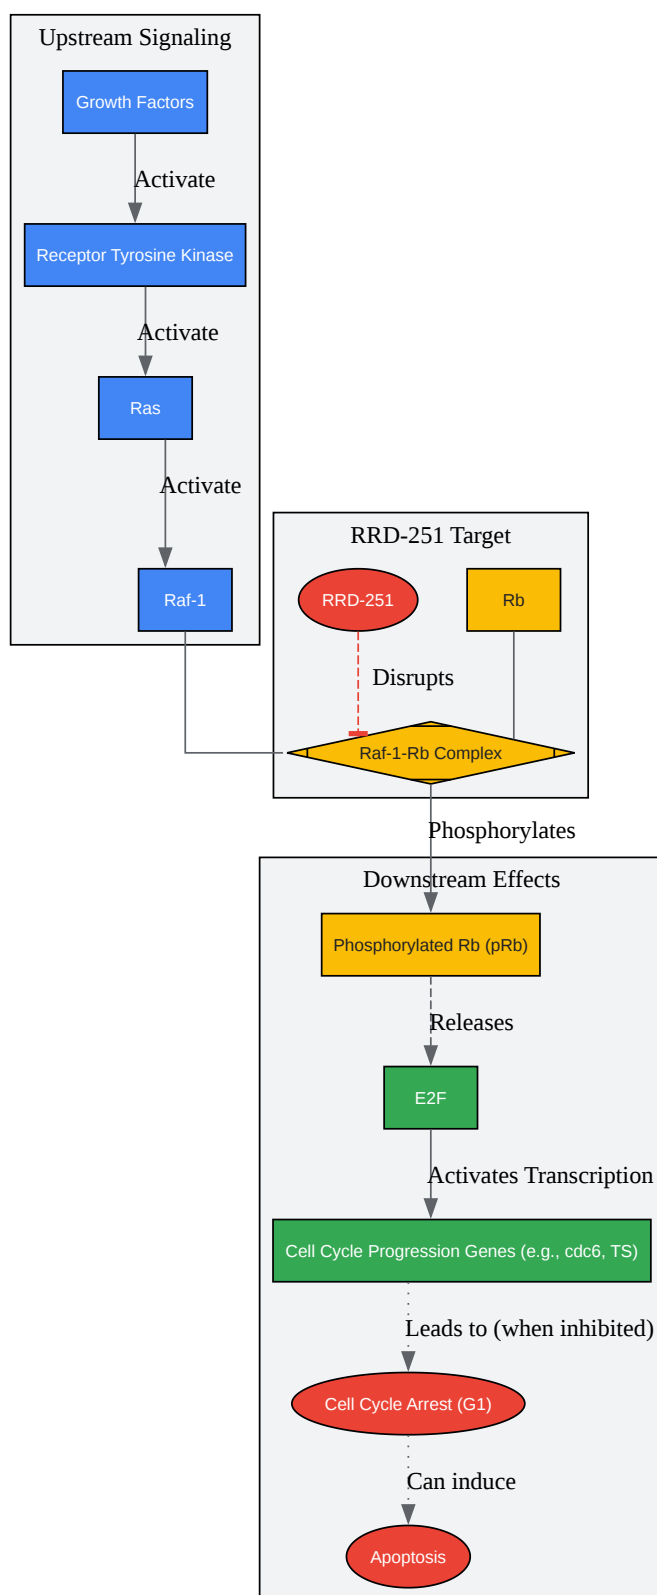 Upstream Signaling
Growth Factors
Activate
Receptor Tyrosine Kinase
Activate
Ras
Activate
Raf-1
RRD-251 Target
RRD-251
Rb
Disrupts
Raf-1-Rb Complex
Phosphorylates
Downstream Effects
Phosphorylated Rb (pRb)
Releases
E2F
Activates Transcription
Cell Cycle Progression Genes (e.g., cdc6, TS)
Leads to (when inhibited)
Cell Cycle Arrest (G1)
Can induce
Apoptosis